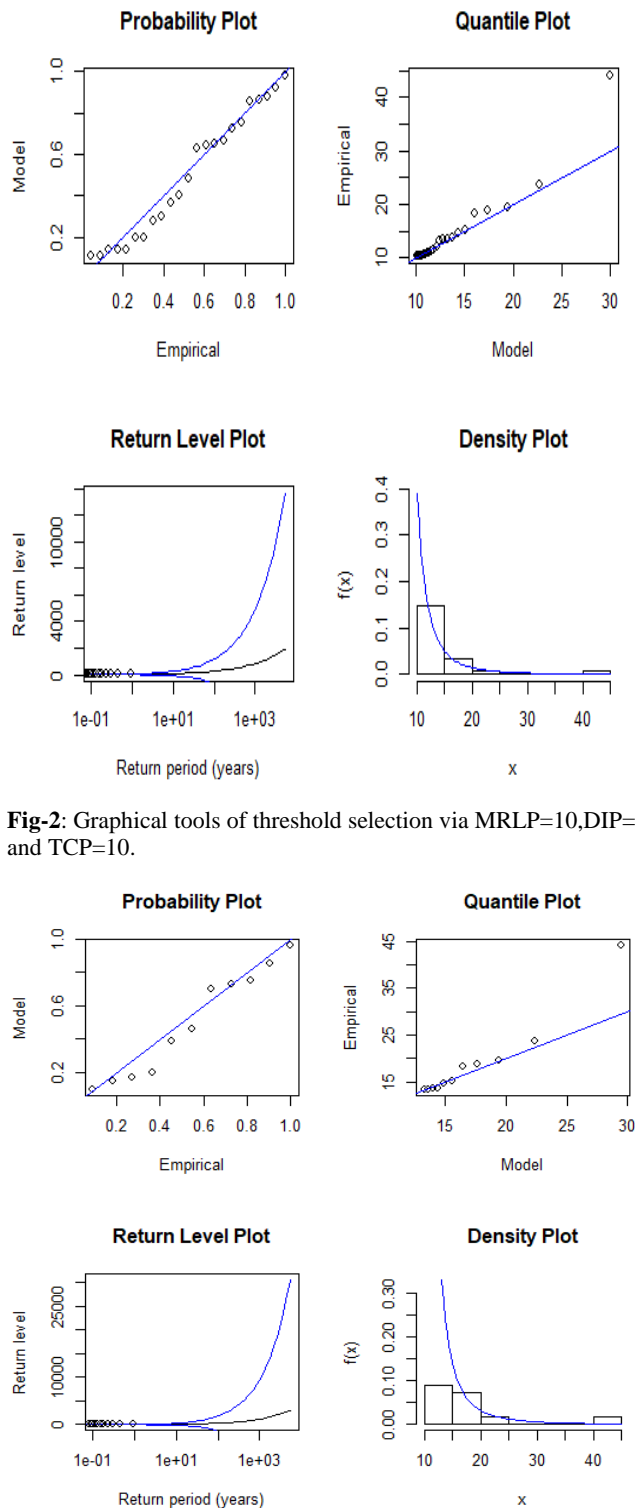 Probability Plot
Quantile Plot
Model
0.2 0.6 1.0
0.2 0.4 0.6 0.8 1.0
Empirical
Empirical
10 20 30 40
10 15 20 25 30
Model
Return Level Plot
Density Plot
Return level
0 4000 10000
1e-01 1e+01 1e+03
Return period (years)
f(x)
0.0 0.1 0.2 0.3 0.4
10 20 30 40
x
Fig-2: Graphical tools of threshold selection via MRLP=10,DIP=
and TCP=10.
Probability Plot
Quantile Plot
Model
0.2 0.6 1.0
0.2 0.4 0.6 0.8 1.0
Empirical
Empirical
15 25 35 45
15 20 25 30
Model
Return Level Plot
Density Plot
Return level
0 10000 25000
1e-01 1e+01 1e+03
Return period (years)
f(x)
0.00 0.10 0.20 0.30
10 20 30 40
x